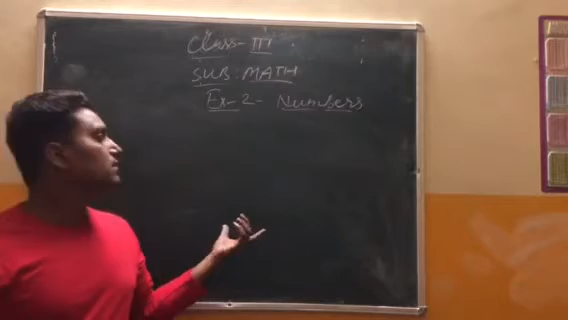 Class - III
SUB : MATH
Ex - 2 - Numbers